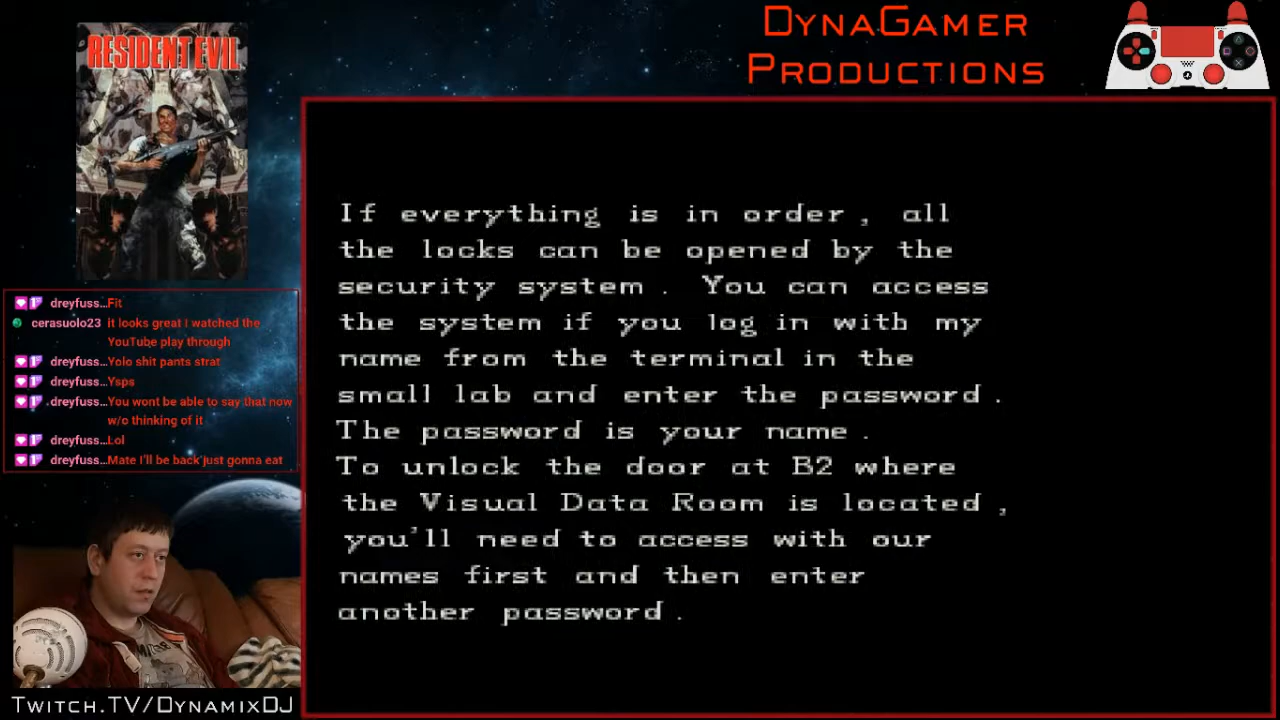 DynaGamer
Productions
RESIDENT EVIL
If everything is in order, all
the locks can be opened by the
security system. You can access
the system if you log in with my
name from the terminal in the
small lab and enter the password.
The password is your name.
To unlock the door at B2 where
the Visual Data Room is located,
you'll need to access with our
names first and then enter
another password.
dreyfuss...Fit
cerasuolo23 it looks great I watched the
YouTube play through
dreyfuss...Yolo shit pants strat
dreyfuss...Ysps
dreyfuss...You wont be able to say that now
w/o thinking of it
dreyfuss...Lol
dreyfuss...Mate I'll be back just gonna eat
Twitch.TV/DynamixDJ